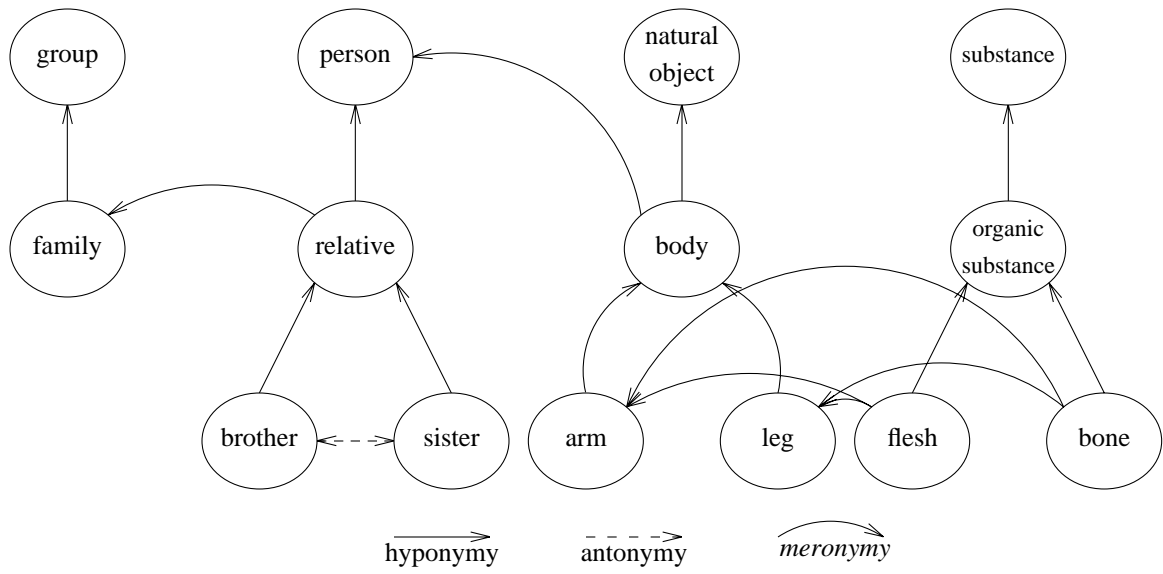 group
person
natural
object
substance
family
relative
body
organic
substance
brother
sister
arm
leg
flesh
bone
hyponymy
antonymy
meronymy